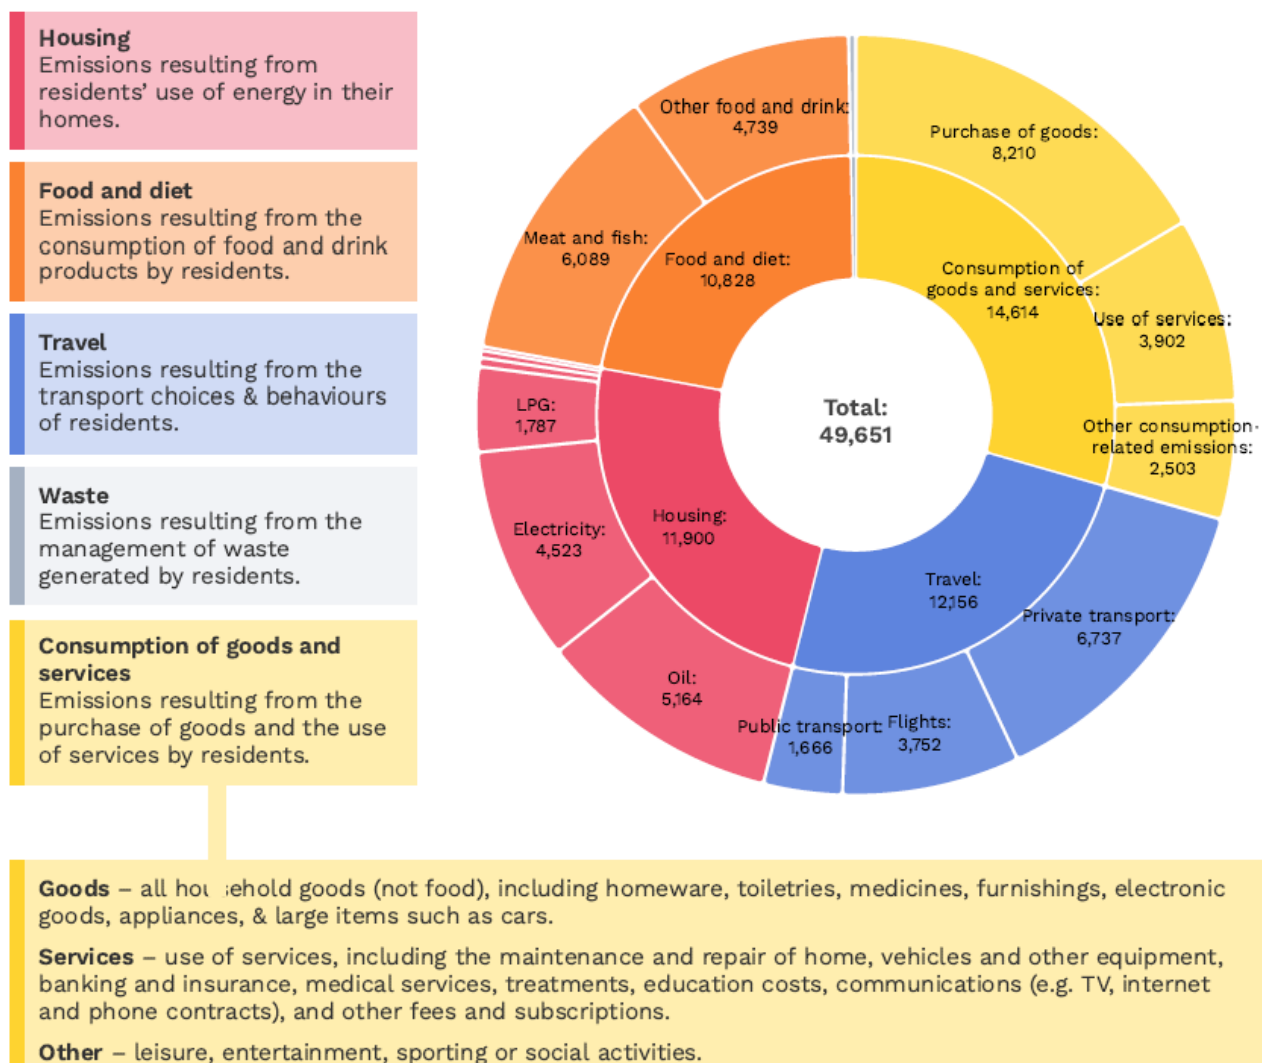 Housing
Emissions resulting from
residents’ use of energy in their
homes.
Food and diet
Emissions resulting from the
consumption of food and drink
products by residents.
Travel
Emissions resulting from the
transport choices & behaviours
of residents.
Waste
Emissions resulting from the
management of waste
generated by residents.
Consumption of goods and
services
Emissions resulting from the
purchase of goods and the use
of services by residents.
Other food and drink:
4,739
Purchase of goods:
8,210
Meat and fish:
6,089
Food and diet:
10,828
Consumption of
goods and services:
14,614
Use of services:
3,902
LPG:
1,787
Total:
49,651
Other consumption-
related emissions:
2,503
Electricity:
4,523
Housing:
11,900
Travel:
12,156
Private transport:
6,737
Oil:
5,164
Public transport:
1,666
Flights:
3,752
Goods – all household goods (not food), including homeware, toiletries, medicines, furnishings, electronic
goods, appliances, & large items such as cars.
Services – use of services, including the maintenance and repair of home, vehicles and other equipment,
banking and insurance, medical services, treatments, education costs, communications (e.g. TV, internet
and phone contracts), and other fees and subscriptions.
Other – leisure, entertainment, sporting or social activities.